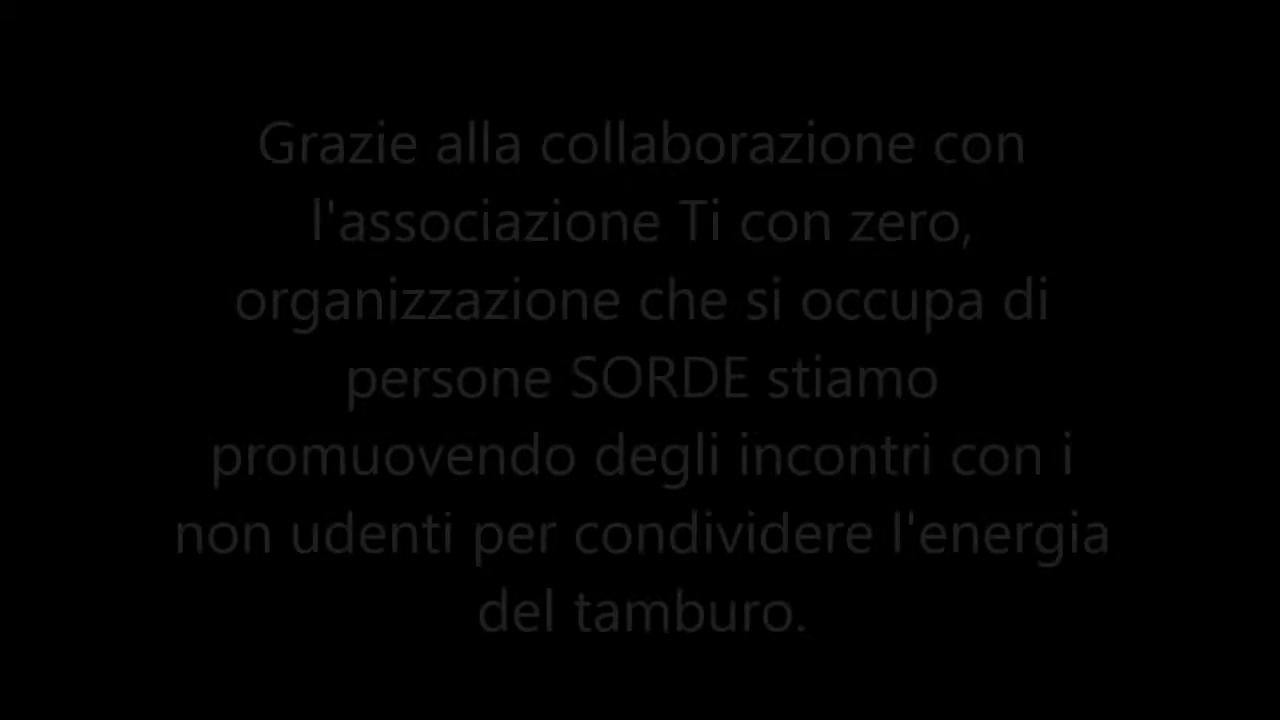 Grazie alla collaborazione con
l'associazione Ti con zero,
organizzazione che si occupa di
persone SORDE stiamo
promuovendo degli incontri con i
non udenti per condividere l'energia
del tamburo.